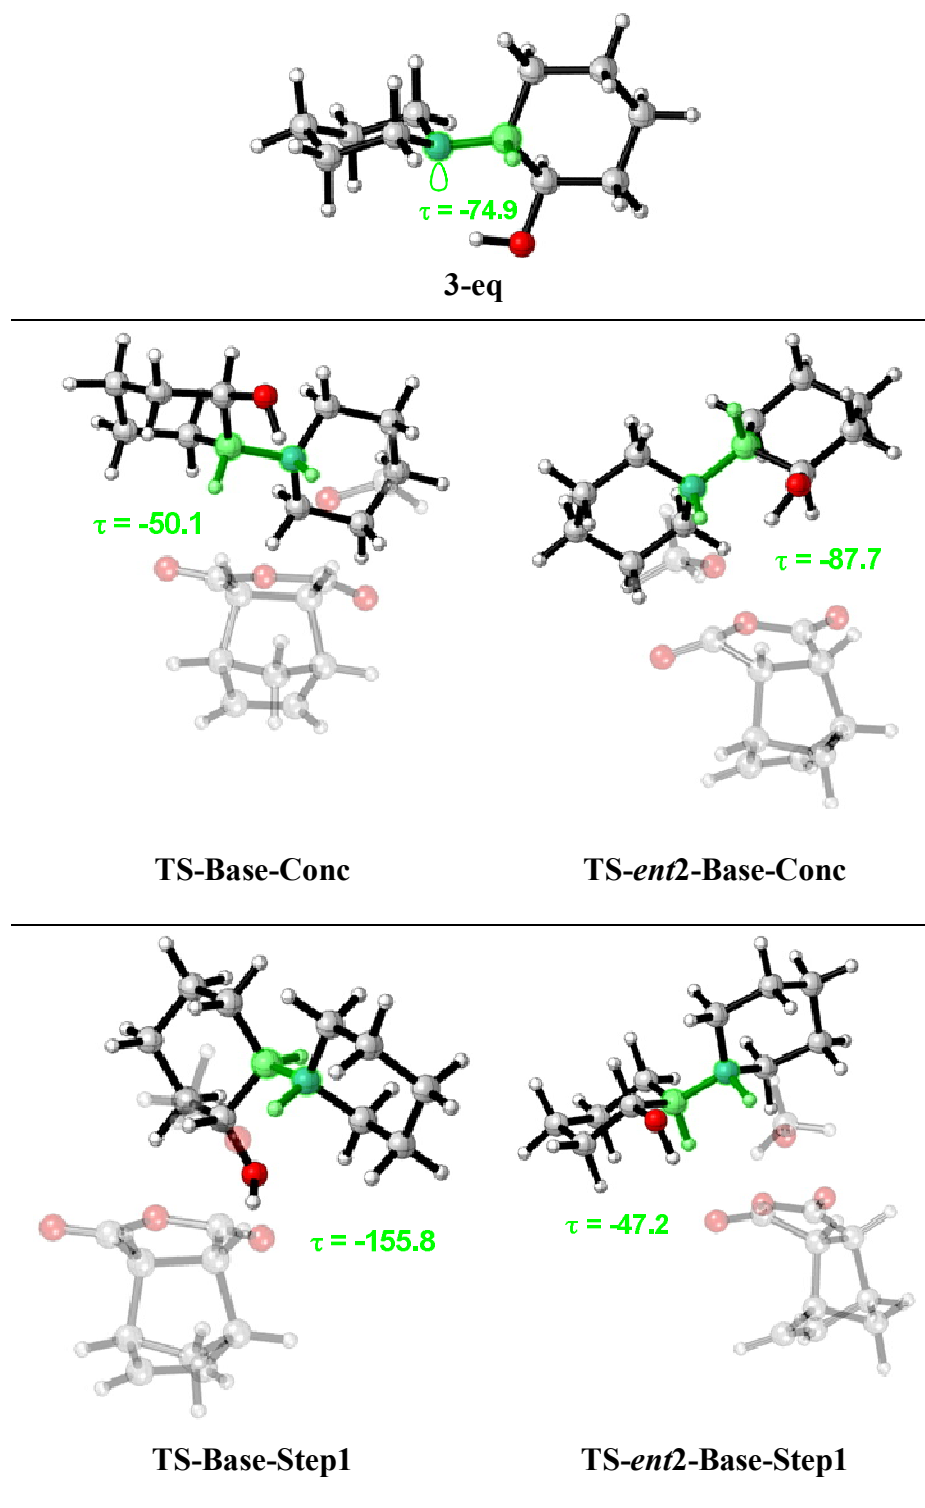 τ = -74.9
3-eq
τ = -50.1
τ = -87.7
TS-Base-Conc
TS-ent2-Base-Conc
τ = -155.8
τ = -47.2
TS-Base-Step1
TS-ent2-Base-Step1